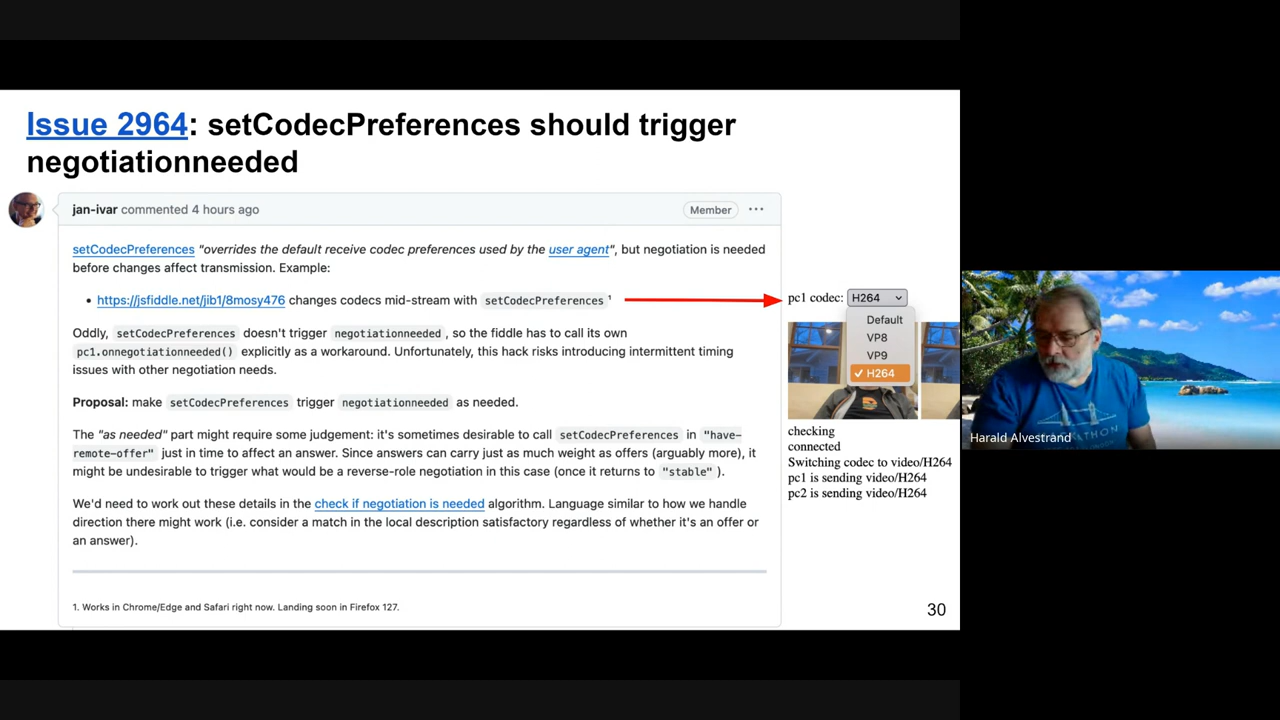 Issue 2964: setCodecPreferences should trigger
negotiationneeded
jan-ivar commented 4 hours ago
Member
setCodecPreferences "overrides the default receive codec preferences used by the user agent", but negotiation is needed
before changes affect transmission. Example:
• https://jsfiddle.net/jib1/8mosy476 changes codecs mid-stream with setCodecPreferences ¹
Oddly, setCodecPreferences doesn't trigger negotiationneeded , so the fiddle has to call its own
pc1.onnegotiationneeded() explicitly as a workaround. Unfortunately, this hack risks introducing intermittent timing
issues with other negotiation needs.
Proposal: make setCodecPreferences trigger negotiationneeded as needed.
The "as needed" part might require some judgement: it's sometimes desirable to call setCodecPreferences in "have-
remote-offer" just in time to affect an answer. Since answers can carry just as much weight as offers (arguably more), it
might be undesirable to trigger what would be a reverse-role negotiation in this case (once it returns to "stable" ).
We'd need to work out these details in the check if negotiation is needed algorithm. Language similar to how we handle
direction there might work (i.e. consider a match in the local description satisfactory regardless of whether it's an offer or
an answer).
1. Works in Chrome/Edge and Safari right now. Landing soon in Firefox 127.
pc1 codec: H264
Default
VP8
VP9
✓ H264
checking
connected
Switching codec to video/H264
pc1 is sending video/H264
pc2 is sending video/H264
30
Harald Alvestrand